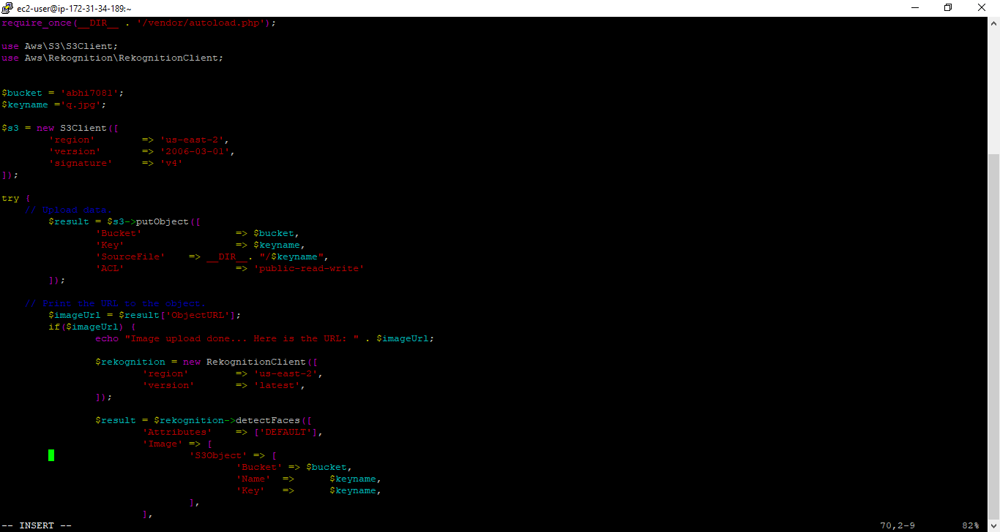 ec2-user@ip-172-31-34-189:~
require_once(__DIR__ . '/vendor/autoload.php');
use Aws\S3\S3Client;
use Aws\Rekognition\RekognitionClient;
$bucket = 'abhi7081';
$keyname ='q.jpg';
$s3 = new S3Client([
'region' => 'us-east-2',
'version' => '2006-03-01',
'signature' => 'v4'
]);
try {
// Upload data.
$result = $s3->putObject([
'Bucket' => $bucket,
'Key' => $keyname,
'SourceFile' => __DIR__. "/$keyname",
'ACL' => 'public-read-write'
]);
// Print the URL to the object.
$imageUrl = $result['ObjectURL'];
if($imageUrl) {
echo "Image upload done... Here is the URL: " . $imageUrl;
$rekognition = new RekognitionClient([
'region' => 'us-east-2',
'version' => 'latest',
]);
$result = $rekognition->detectFaces([
'Attributes' => ['DEFAULT'],
'Image' => [
'S3Object' => [
'Bucket' => $bucket,
'Name' => $keyname,
'Key' => $keyname,
],
],
-- INSERT -- 70,2-9 82%